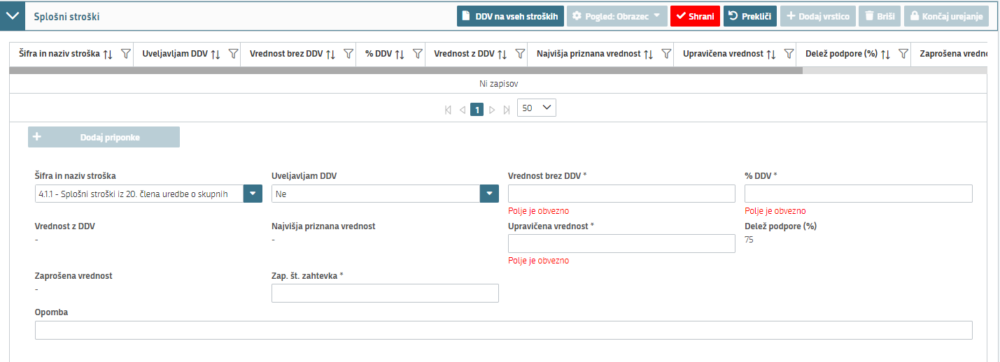 Splošni stroški DDV na vseh stroških Pogled: Obrazec Shrani Prekliči Dodaj vrstico Briši Končaj urejanje
Šifra in naziv stroška Uveljavljam DDV Vrednost brez DDV % DDV Vrednost z DDV Najvišja priznana vrednost Upravičena vrednost Delež podpore (%) Zaprošena vredno
Ni zapisov
1 50
Dodaj priponke
Šifra in naziv stroška Uveljavljam DDV Vrednost brez DDV * % DDV *
4.1.1 - Splošni stroški iz 20. člena uredbe o skupnih Ne
Polje je obvezno Polje je obvezno
Vrednost z DDV Najvišja priznana vrednost Upravičena vrednost * Delež podpore (%)
- - 75
Polje je obvezno
Zaprošena vrednost Zap. št. zahtevka *
-
Opomba